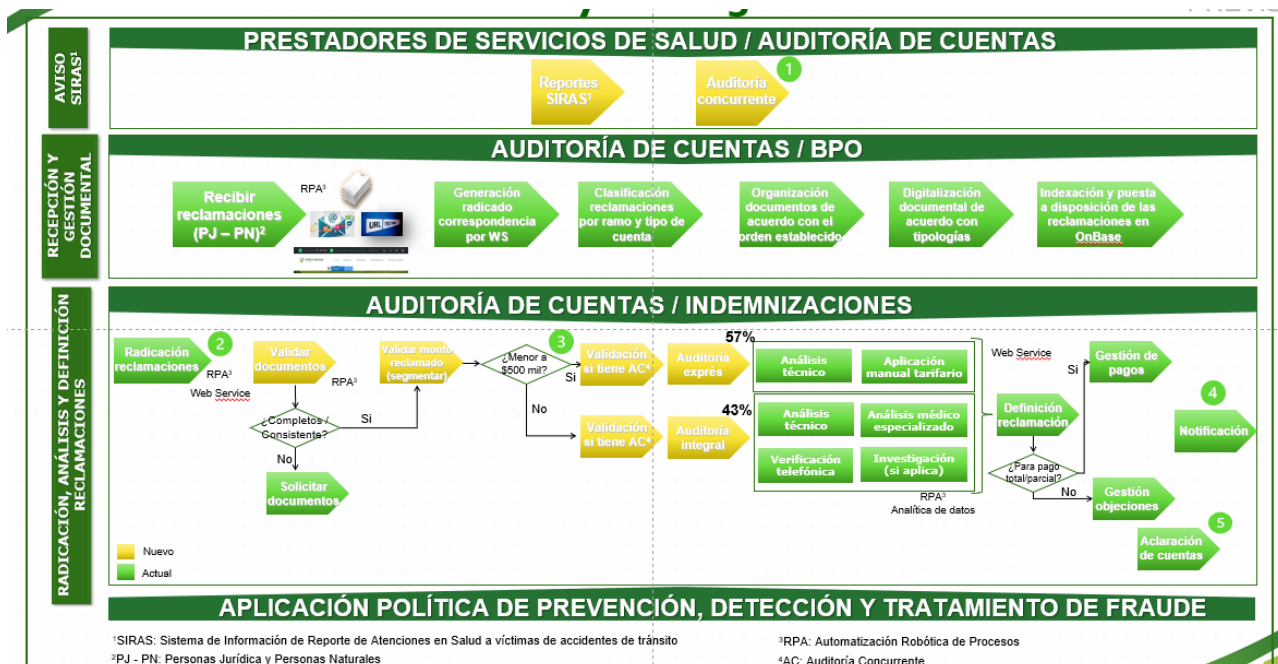 PRESTADORES DE SERVICIOS DE SALUD / AUDITORÍA DE CUENTAS
AVISO
SIRAS¹
Reportes
SIRAS¹
Auditoría
concurrente
1
AUDITORÍA DE CUENTAS / BPO
RECEPCIÓN Y
GESTIÓN
DOCUMENTAL
Recibir
reclamaciones
(PJ – PN)²
RPA³
URL
Generación
radicado
correspondencia
por WS
Clasificación
reclamaciones
por ramo y tipo de
cuenta
Organización
documentos de
acuerdo con el
orden establecido
Digitalización
documental de
acuerdo con
tipologías
Indexación y puesta
a disposición de las
reclamaciones en
OnBase
AUDITORÍA DE CUENTAS / INDEMNIZACIONES
RADICACIÓN, ANÁLISIS Y DEFINICIÓN
RECLAMACIONES
Radicación
reclamaciones
2
RPA³
Web Service
Validar
documentos
RPA³
¿Completos /
Consistente?
Si
No
Solicitar
documentos
Validar monto
reclamado
(segmentar)
3
¿Menor a
$500 mil?
Si
No
Validación
si tiene AC⁴
Auditoría
exprés
57%
Análisis
técnico
Aplicación
manual tarifario
Validación
si tiene AC⁴
Auditoría
integral
43%
Análisis
técnico
Análisis médico
especializado
Verificación
telefónica
Investigación
(si aplica)
RPA³
Analítica de datos
Web Service
Definición
reclamación
¿Para pago
total/parcial?
Si
No
Gestión de
pagos
Gestión
objeciones
4
Notificación
5
Aclaración
de cuentas
Nuevo
Actual
APLICACIÓN POLÍTICA DE PREVENCIÓN, DETECCIÓN Y TRATAMIENTO DE FRAUDE
¹SIRAS: Sistema de Información de Reporte de Atenciones en Salud a víctimas de accidentes de tránsito
³RPA: Automatización Robótica de Procesos
²PJ - PN: Personas Jurídica y Personas Naturales
⁴AC: Auditoría Concurrente